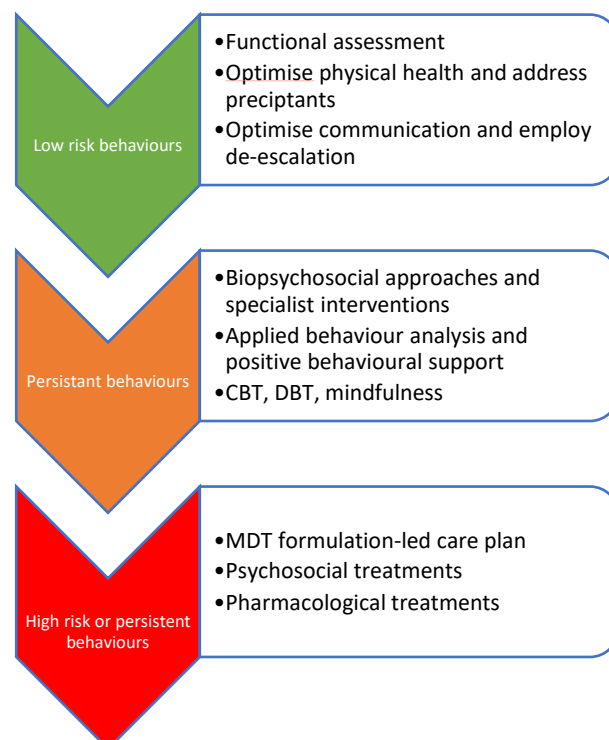 Low risk behaviours
•Functional assessment
•Optimise physical health and address
preciptants
•Optimise communication and employ
de-escalation
Persistant behaviours
•Biopsychosocial approaches and
specialist interventions
•Applied behaviour analysis and
positive behavioural support
•CBT, DBT, mindfulness
High risk or persistent
behaviours
•MDT formulation-led care plan
•Psychosocial treatments
•Pharmacological treatments